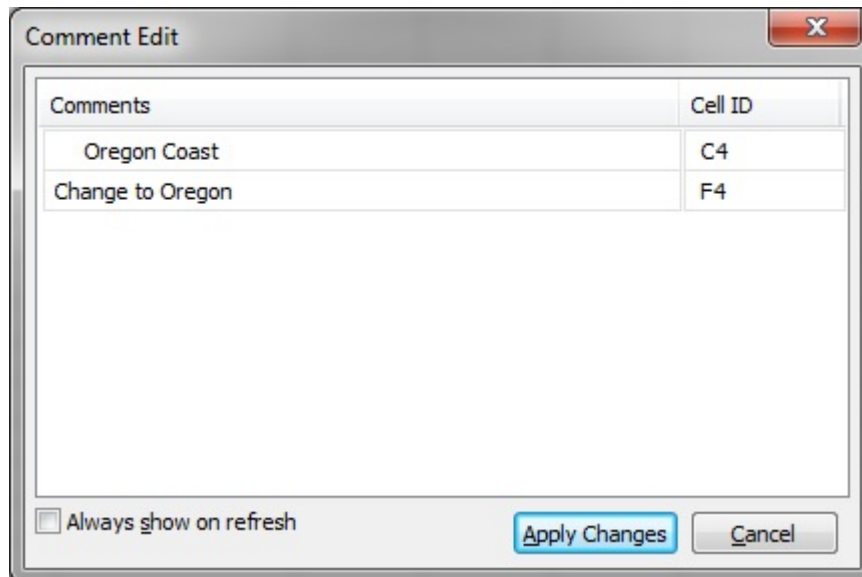 Comment Edit
Comments Cell ID
Oregon Coast C4
Change to Oregon F4
Always show on refresh Apply Changes Cancel